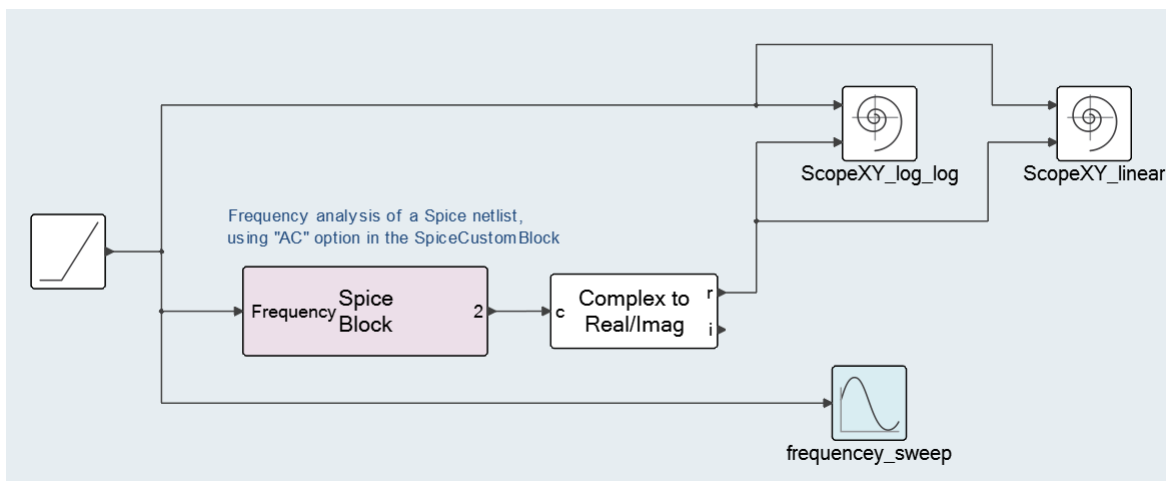 ScopeXY_log_log
ScopeXY_linear
Frequency analysis of a Spice netlist,
using "AC" option in the SpiceCustomBlock
Frequency
Spice
Block
2
c
Complex to
Real/Imag
r
i
frequencey_sweep